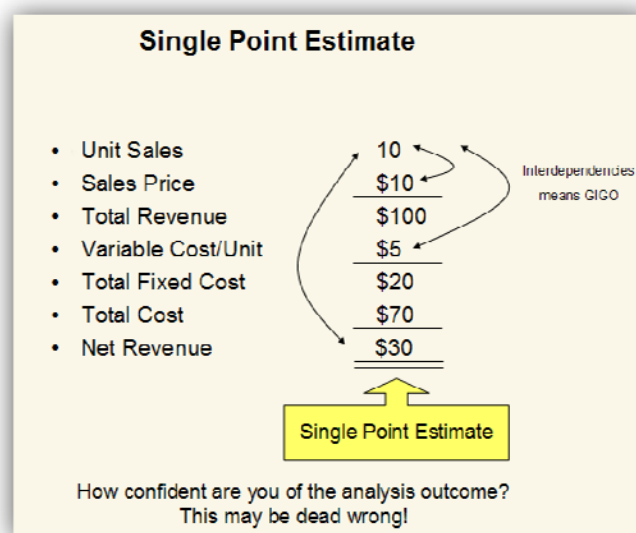 Single Point Estimate
• Unit Sales 10
• Sales Price $10
• Total Revenue $100
• Variable Cost/Unit $5
• Total Fixed Cost $20
• Total Cost $70
• Net Revenue $30
Interdependencies
means GIGO
Single Point Estimate
How confident are you of the analysis outcome?
This may be dead wrong!